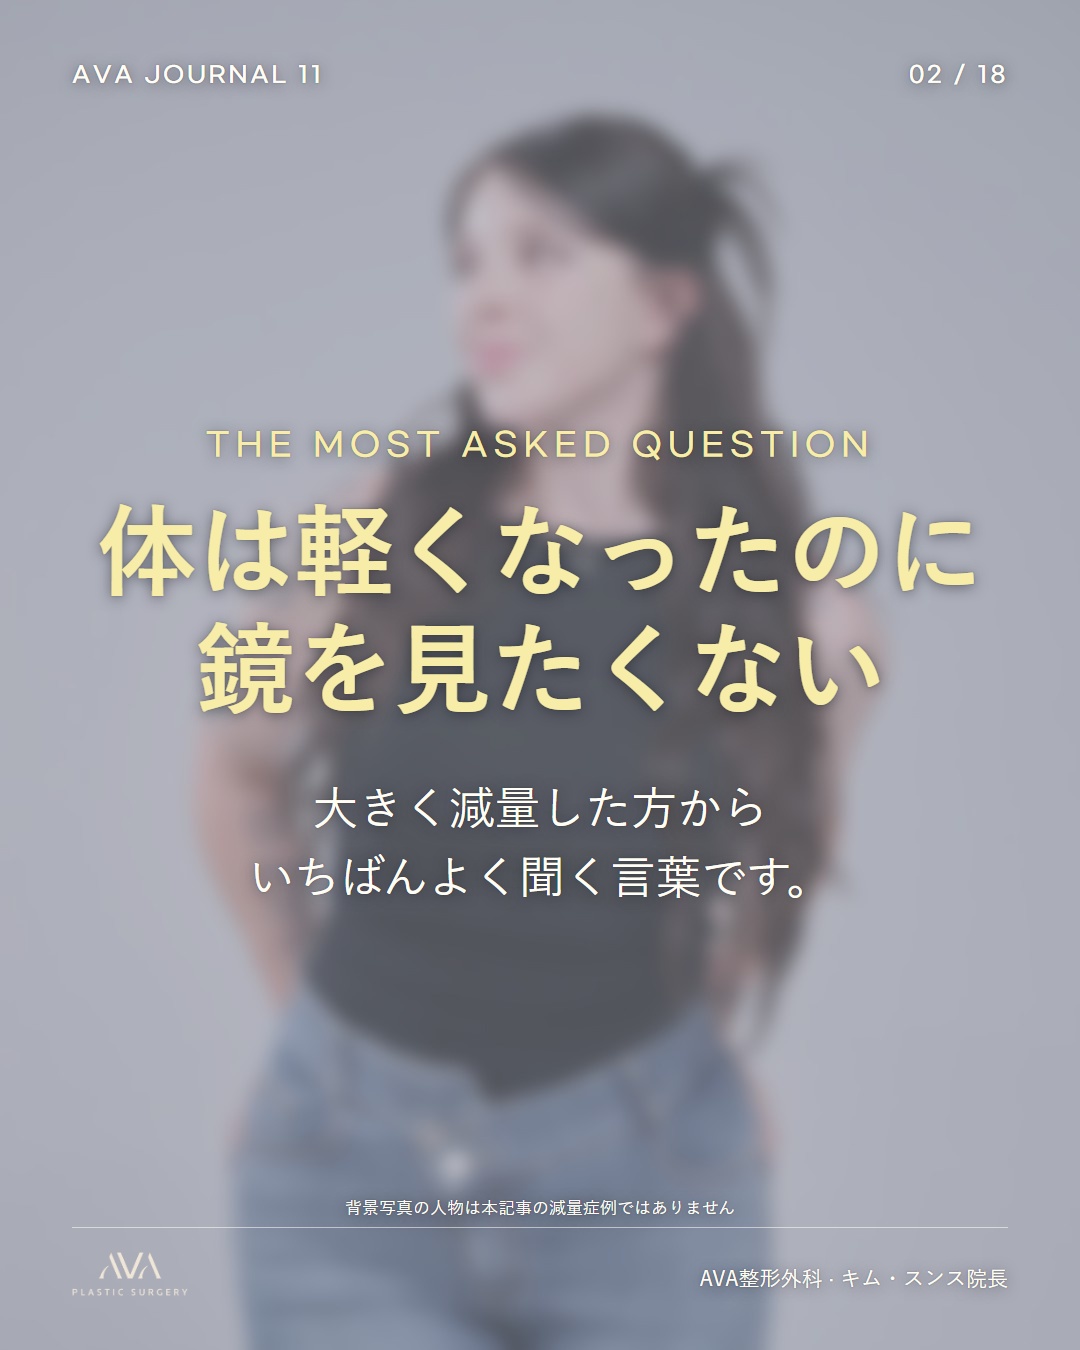 AVA JOURNAL 11
02 / 18
THE MOST ASKED QUESTION
体は軽くなったのに
鏡を見たくない
大きく減量した方から
いちばんよく聞く言葉です。
背景写真の人物は本記事の減量症例ではありません
AVA
PLASTIC SURGERY
AVA整形外科 · キム・スンス院長